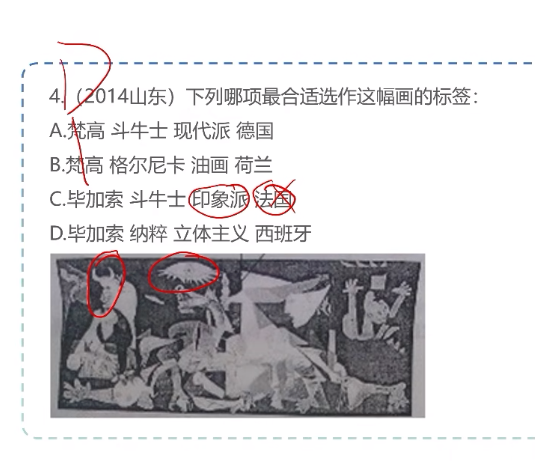 4.（2014山东）下列哪项最合适选作这幅画的标签：
A.梵高 斗牛士 现代派 德国
B.梵高 格尔尼卡 油画 荷兰
C.毕加索 斗牛士 印象派 法国
D.毕加索 纳粹 立体主义 西班牙